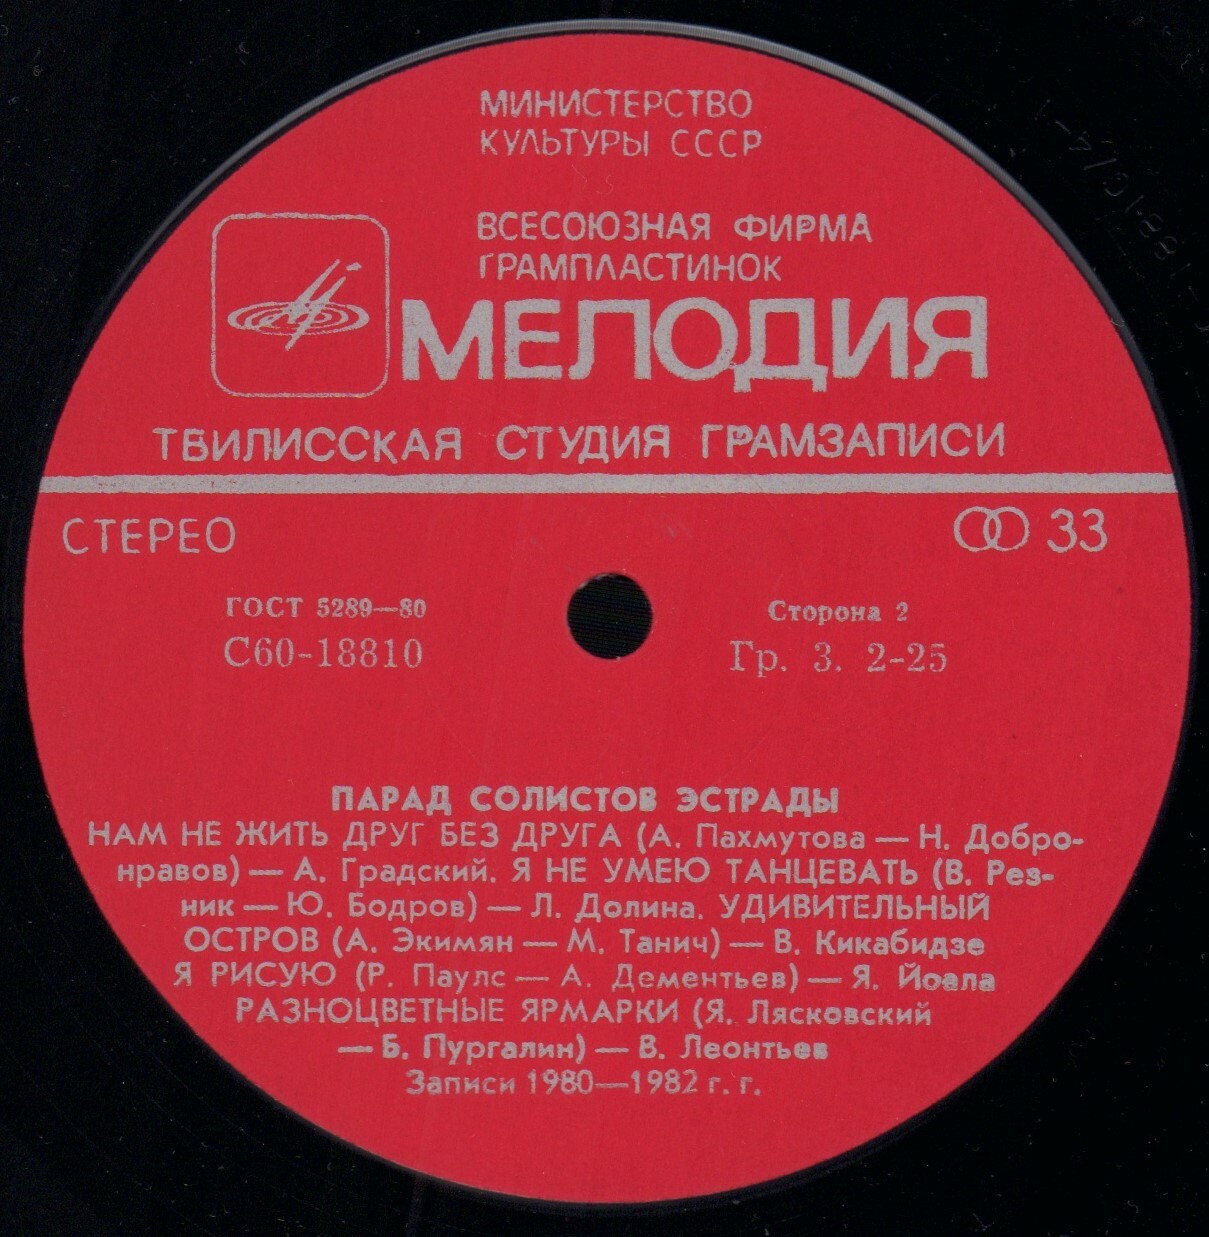 МИНИСТЕРСТВО
КУЛЬТУРЫ СССР
ВСЕСОЮЗНАЯ ФИРМА
ГРАМПЛАСТИНОК
МЕЛОДИЯ
ТБИЛИССКАЯ СТУДИЯ ГРАМЗАПИСИ
СТЕРЕО
33
ГОСТ 5289—80
Сторона 2
С60-18810
Гр. 3. 2-25
ПАРАД СОЛИСТОВ ЭСТРАДЫ
НАМ НЕ ЖИТЬ ДРУГ БЕЗ ДРУГА (А. Пахмутова — Н. Добро-
нравов) — А. Градский. Я НЕ УМЕЮ ТАНЦЕВАТЬ (В. Рез-
ник — Ю. Бодров) — Л. Долина. УДИВИТЕЛЬНЫЙ
ОСТРОВ (А. Экимян — М. Танич) — В. Кикабидзе
Я РИСУЮ (Р. Паулс — А. Дементьев) — Я. Йоала
РАЗНОЦВЕТНЫЕ ЯРМАРКИ (Я. Лясковский
— Б. Пургалин) — В. Леонтьев
Записи 1980—1982 г. г.